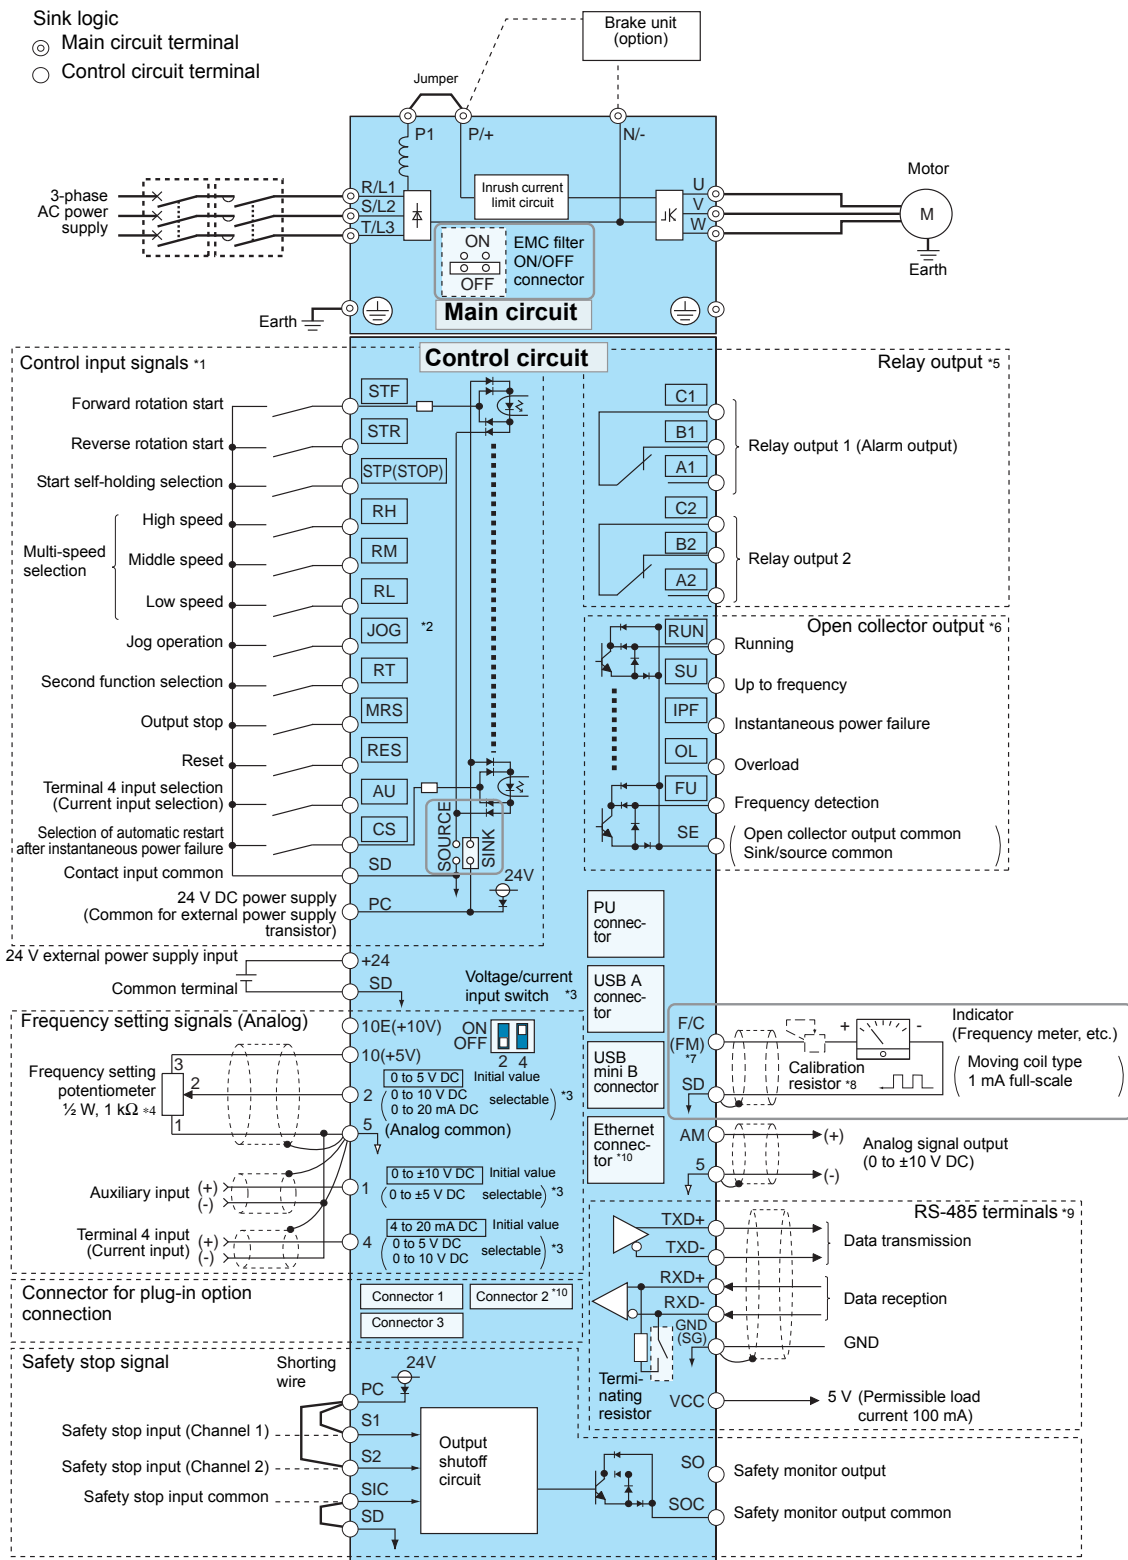 Sink logic
Main circuit terminal
Control circuit terminal
Brake unit
(option)
Jumper
P1
P/+
N/-
3-phase
AC power
supply
R/L1
S/L2
T/L3
Inrush current
limit circuit
U
V
W
Motor
M
Earth
ON
OFF
EMC filter
ON/OFF
connector
Earth
Main circuit
Control circuit
Control input signals *1
Forward rotation start
STF
Reverse rotation start
STR
Start self-holding selection
STP(STOP)
Multi-speed
selection
High speed
RH
Middle speed
RM
Low speed
RL
Jog operation
JOG *2
Second function selection
RT
Output stop
MRS
Reset
RES
Terminal 4 input selection
(Current input selection)
AU
Selection of automatic restart
after instantaneous power failure
CS
Contact input common
SD
SOURCE
SINK
24V
24 V DC power supply
(Common for external power supply
transistor)
PC
Relay output *5
C1
B1
A1
Relay output 1 (Alarm output)
C2
B2
A2
Relay output 2
Open collector output *6
RUN
Running
SU
Up to frequency
IPF
Instantaneous power failure
OL
Overload
FU
Frequency detection
SE
Open collector output common
Sink/source common
24 V external power supply input
+24
Common terminal
SD
Voltage/current
input switch *3
ON
OFF
2 4
PU
connec-
tor
USB A
connec-
tor
USB
mini B
connector
Ethernet
connec-
tor *10
Frequency setting signals (Analog)
10E(+10V)
10(+5V)
Frequency setting
potentiometer
½ W, 1 kΩ *4
3
2
1
2
0 to 5 V DC Initial value
0 to 10 V DC
0 to 20 mA DC
selectable *3
5
(Analog common)
Auxiliary input
(+)
(-)
1
0 to ±10 V DC Initial value
0 to ±5 V DC selectable *3
Terminal 4 input
(Current input)
(+)
(-)
4
4 to 20 mA DC Initial value
0 to 5 V DC
0 to 10 V DC
selectable *3
F/C
(FM)
*7
SD
Calibration
resistor *8
+
-
Indicator
(Frequency meter, etc.)
Moving coil type
1 mA full-scale
AM
(+)
5
(-)
Analog signal output
(0 to ±10 V DC)
RS-485 terminals *9
TXD+
TXD-
Data transmission
RXD+
RXD-
Data reception
GND
(SG)
GND
Termi-
nating
resistor
VCC
5 V (Permissible load
current 100 mA)
Connector for plug-in option
connection
Connector 1
Connector 2 *10
Connector 3
Safety stop signal
Shorting
wire
24V
PC
Safety stop input (Channel 1)
S1
Safety stop input (Channel 2)
S2
Safety stop input common
SIC
SD
Output
shutoff
circuit
SO
Safety monitor output
SOC
Safety monitor output common